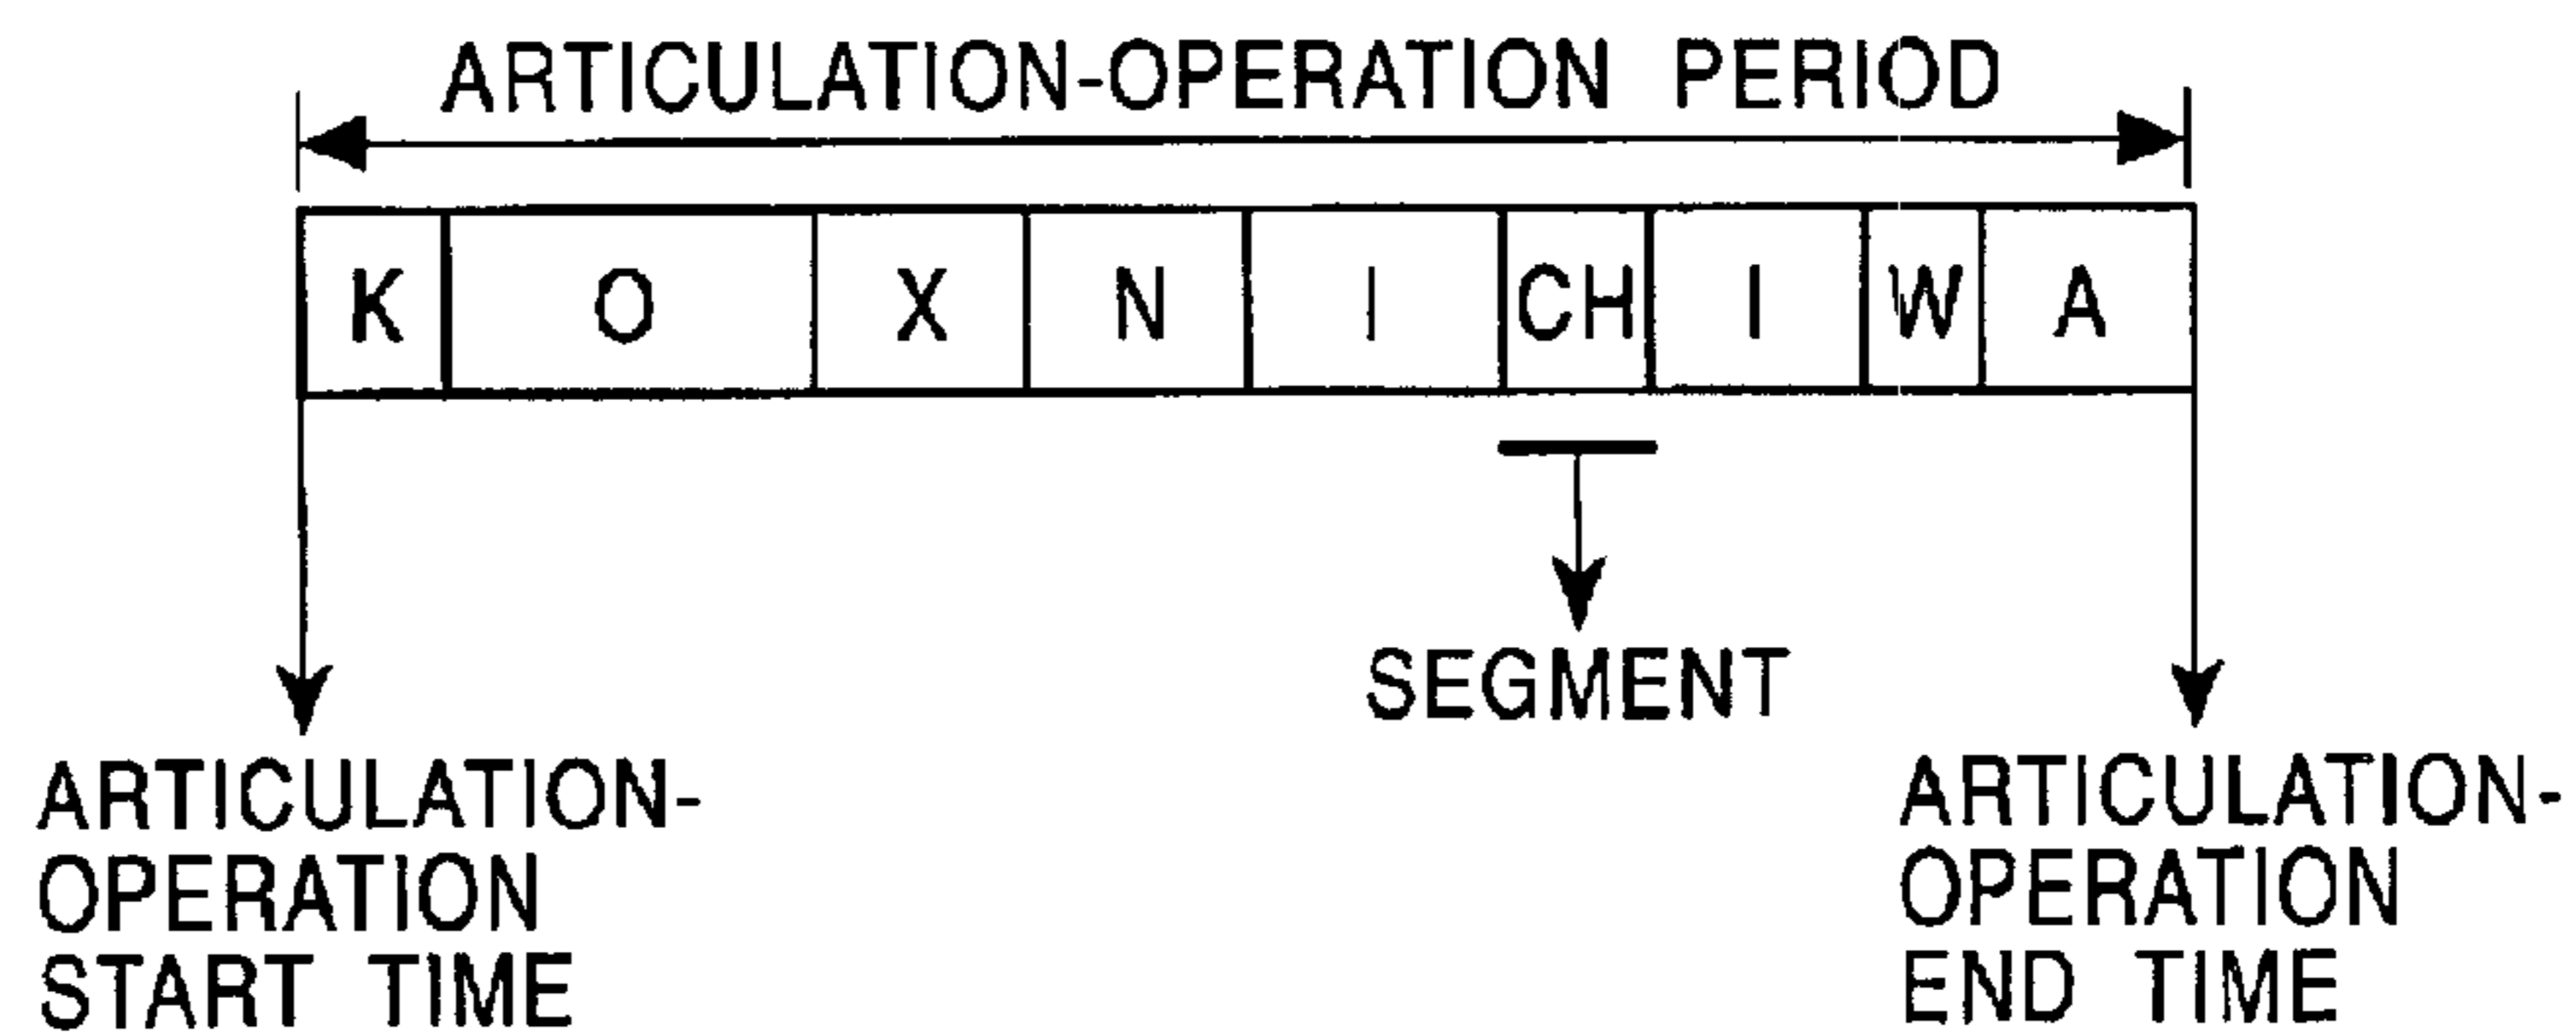 ARTICULATION-OPERATION PERIOD
K O X N I CH I W A
SEGMENT
ARTICULATION-
OPERATION
START TIME
ARTICULATION-
OPERATION
END TIME